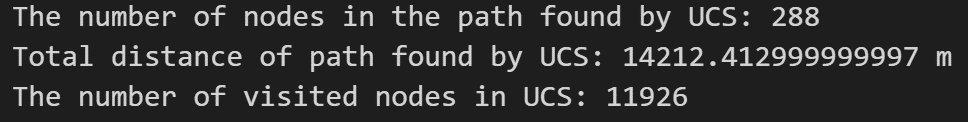 The number of nodes in the path found by UCS: 288
Total distance of path found by UCS: 14212.412999999997 m
The number of visited nodes in UCS: 11926